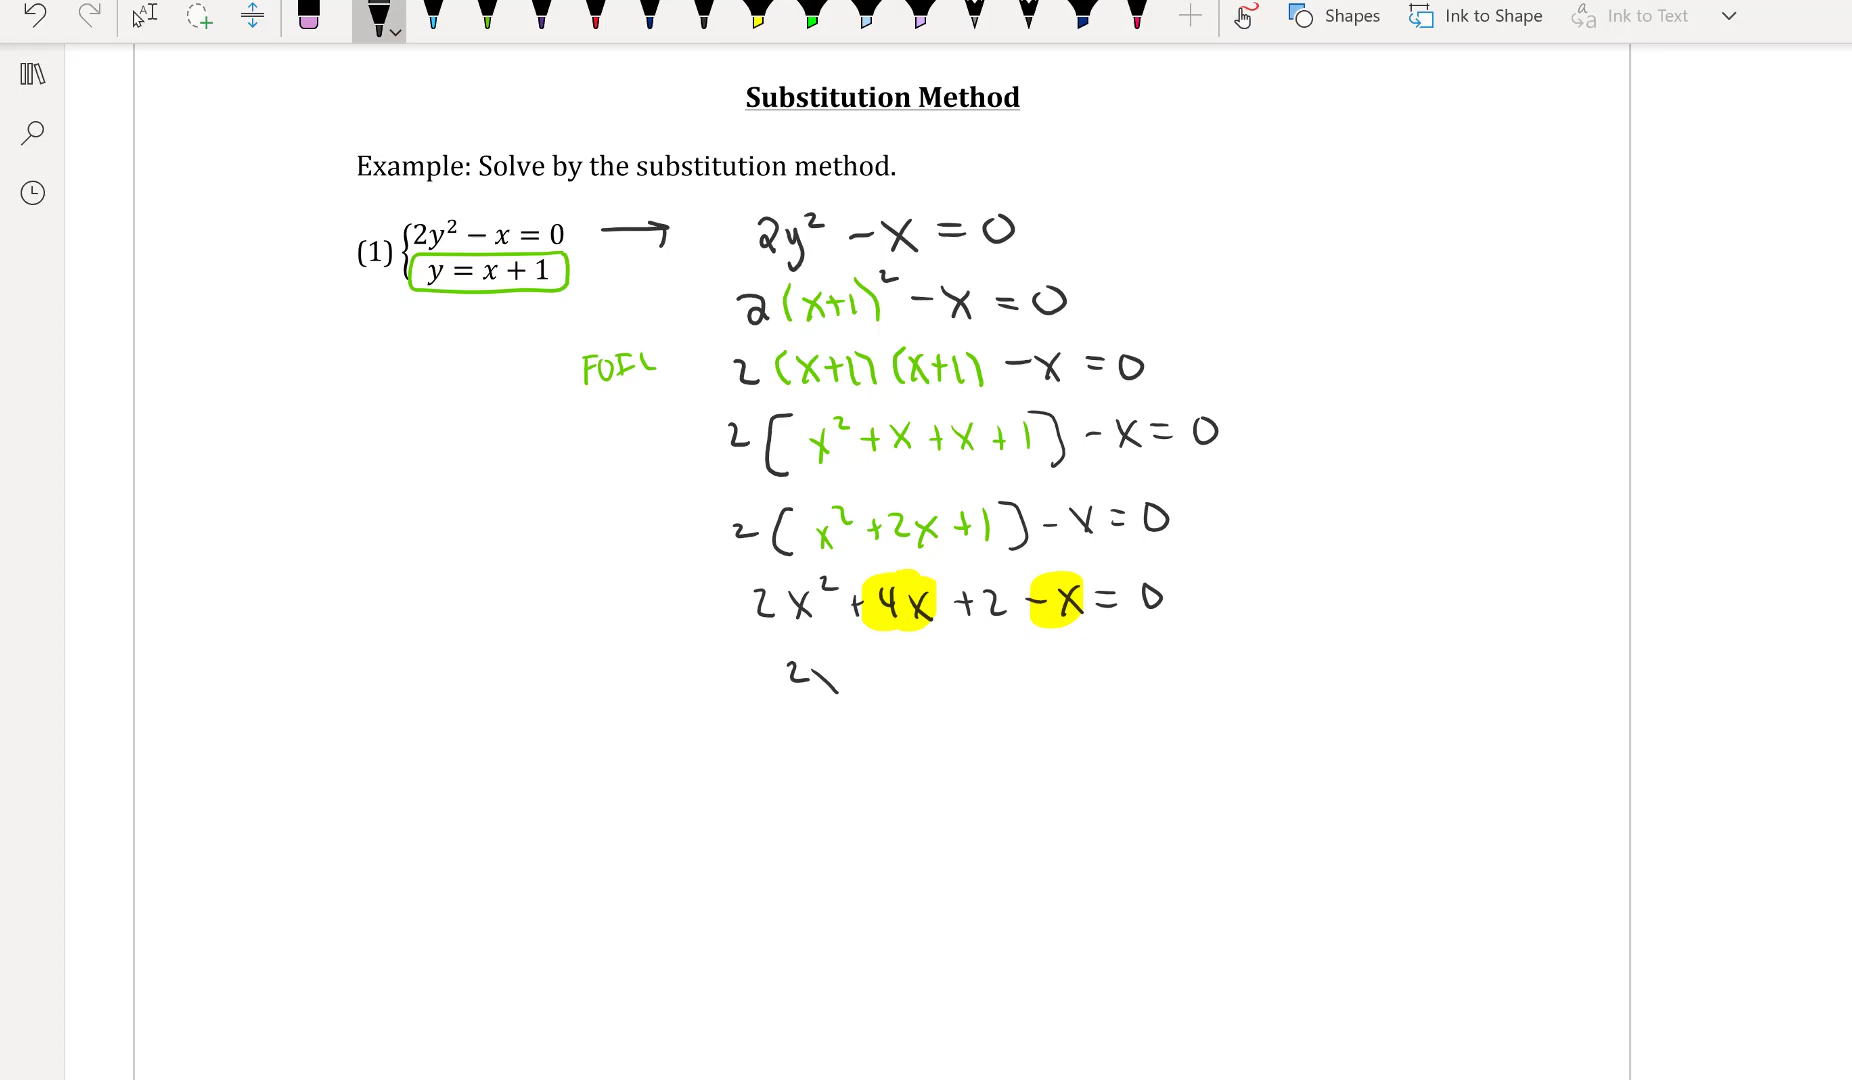 Shapes Ink to Shape Ink to Text
Substitution Method
Example: Solve by the substitution method.
(1) {2y² − x = 0 → 2y² − x = 0
y = x + 1
2(x+1)² − x = 0
FOIL 2(x+1)(x+1) − x = 0
2[x² + x + x + 1] − x = 0
2(x² + 2x + 1) − x = 0
2x² + 4x + 2 − x = 0
2